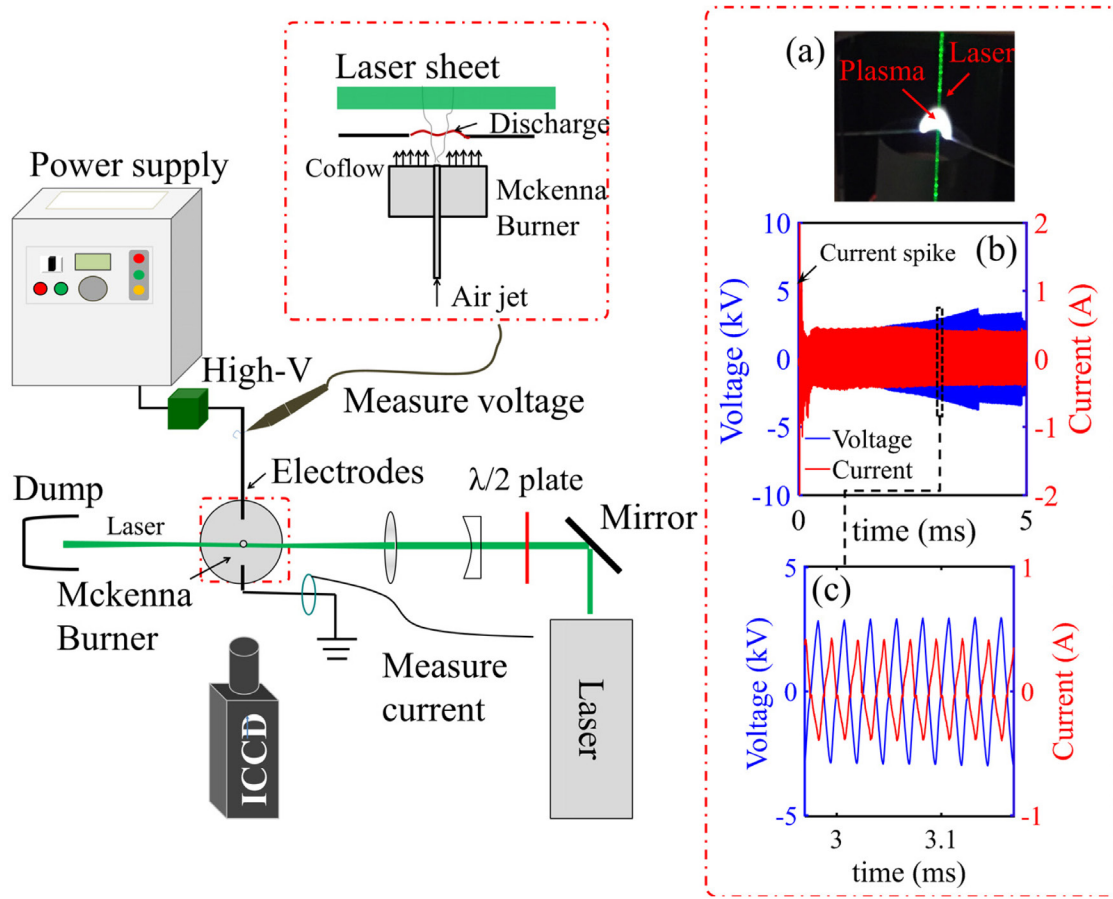 Laser sheet
Discharge
Coflow
Mckenna
Burner
Air jet
Power supply
High-V
Measure voltage
Electrodes
Dump
Laser
λ/2 plate
Mirror
Mckenna
Burner
Measure
current
ICCD
Laser
(a)
Laser
Plasma
(b)
10
5
0
-5
-10
Voltage (kV)
2
1
0
-1
-2
Current (A)
Current spike
Voltage
Current
0
5
time (ms)
(c)
5
0
-5
Voltage (kV)
1
0
-1
Current (A)
3
3.1
time (ms)